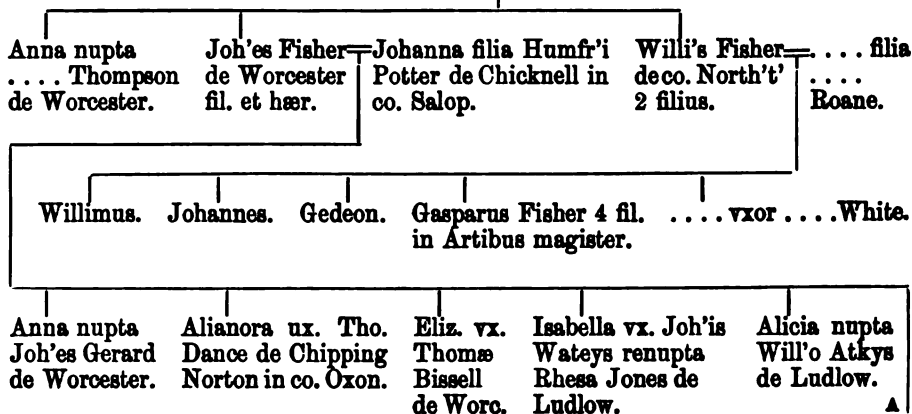 Anna nupta
. . . . Thompson
de Worcester.
Joh'es Fisher
de Worcester
fil. et hær.
Johanna filia Humfr'i
Potter de Chicknell in
co. Salop.
Willi's Fisher
de co. North't'
2 filius.
. . . . filia
. . . .
Roane.
Willimus.
Johannes.
Gedeon.
Gasparus Fisher 4 fil.
in Artibus magister.
. . . . vxor . . . . White.
Anna nupta
Joh'es Gerard
de Worcester.
Alianora ux. Tho.
Dance de Chipping
Norton in co. Oxon.
Eliz. vx.
Thomæ
Bissell
de Worc.
Isabella vx. Joh'is
Wateys renupta
Rhesa Jones de
Ludlow.
Alicia nupta
Will'o Atkys
de Ludlow.
A